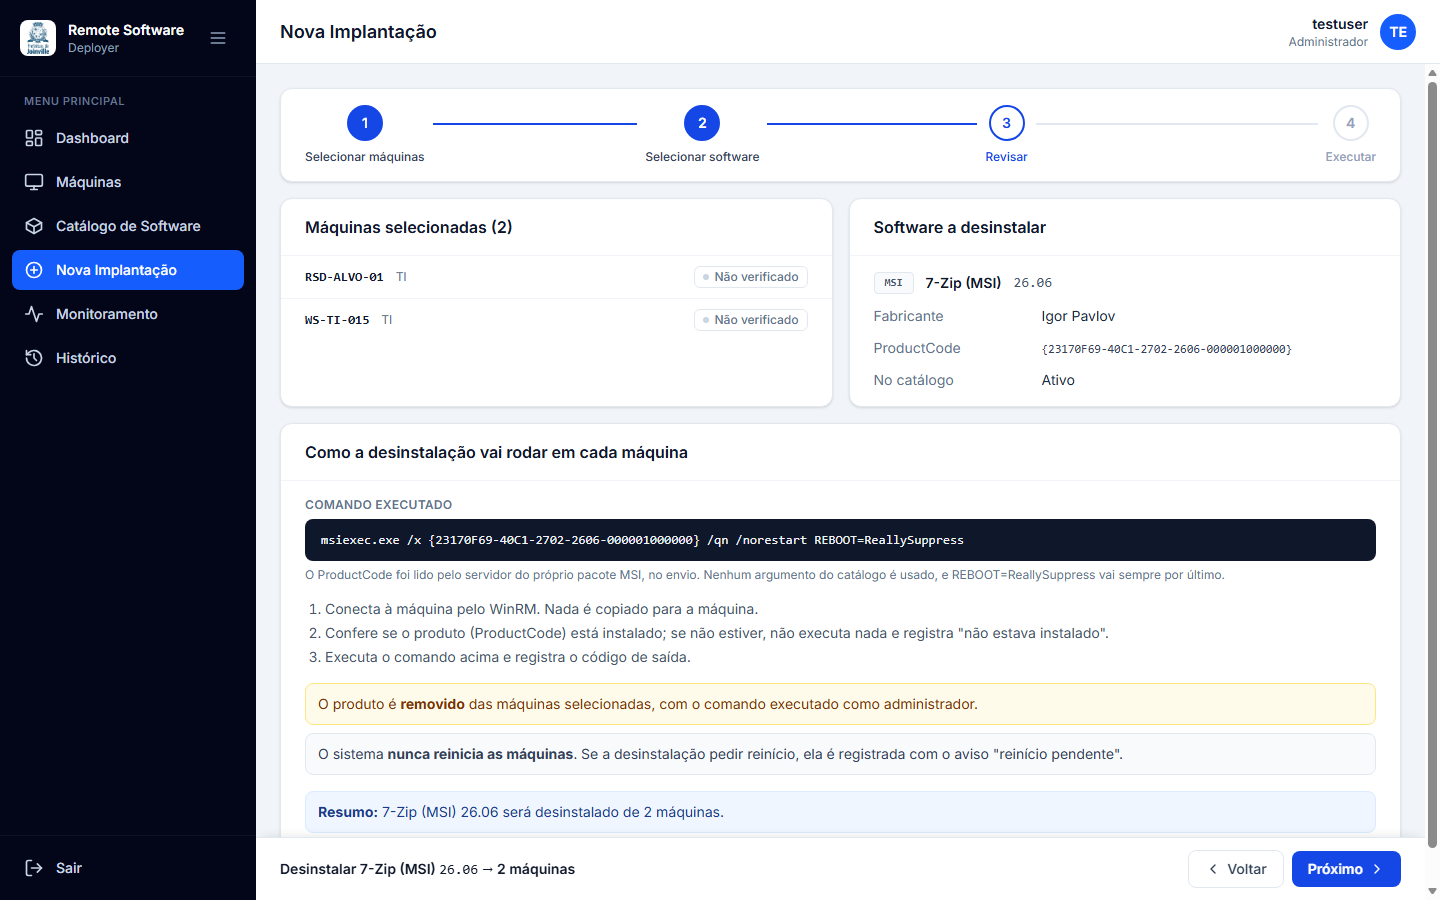 Remote Software
Deployer
MENU PRINCIPAL
Dashboard
Máquinas
Catálogo de Software
Nova Implantação
Monitoramento
Histórico
Sair
Nova Implantação
testuser
Administrador
TE
1
Selecionar máquinas
2
Selecionar software
3
Revisar
4
Executar
Máquinas selecionadas (2)
RSD-ALVO-01 TI Não verificado
WS-TI-015 TI Não verificado
Software a desinstalar
MSI 7-Zip (MSI) 26.06
Fabricante Igor Pavlov
ProductCode {23170F69-40C1-2702-2606-000001000000}
No catálogo Ativo
Como a desinstalação vai rodar em cada máquina
COMANDO EXECUTADO
msiexec.exe /x {23170F69-40C1-2702-2606-000001000000} /qn /norestart REBOOT=ReallySuppress
O ProductCode foi lido pelo servidor do próprio pacote MSI, no envio. Nenhum argumento do catálogo é usado, e REBOOT=ReallySuppress vai sempre por último.
1. Conecta à máquina pelo WinRM. Nada é copiado para a máquina.
2. Confere se o produto (ProductCode) está instalado; se não estiver, não executa nada e registra "não estava instalado".
3. Executa o comando acima e registra o código de saída.
O produto é removido das máquinas selecionadas, com o comando executado como administrador.
O sistema nunca reinicia as máquinas. Se a desinstalação pedir reinício, ela é registrada com o aviso "reinício pendente".
Resumo: 7-Zip (MSI) 26.06 será desinstalado de 2 máquinas.
Desinstalar 7-Zip (MSI) 26.06 → 2 máquinas
Voltar
Próximo